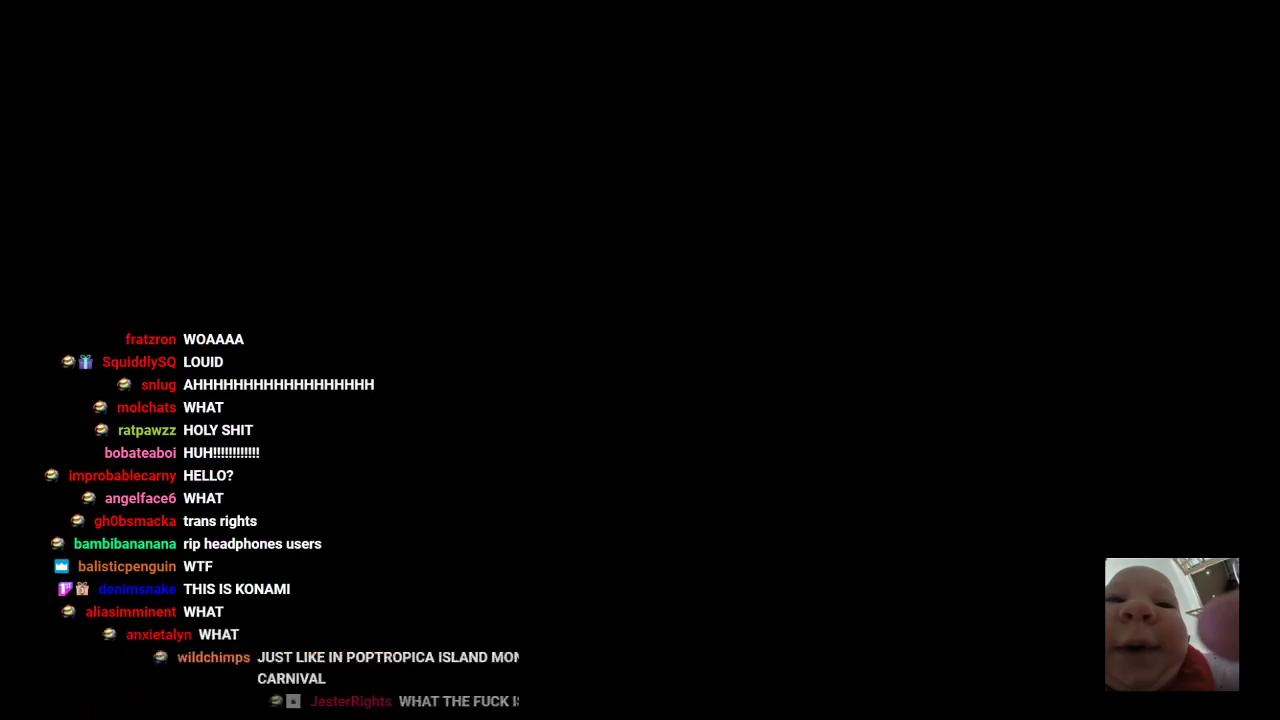 fratzron WOAAAA
SquiddlySQ LOUID
snlug AHHHHHHHHHHHHHHHHHH
molchats WHAT
ratpawzz HOLY SHIT
bobateaboi HUH!!!!!!!!!!!!
improbablecarny HELLO?
angelface6 WHAT
gh0bsmacka trans rights
bambibananana rip headphones users
balisticpenguin WTF
denimsnake THIS IS KONAMI
aliasimminent WHAT
anxietalyn WHAT
wildchimps JUST LIKE IN POPTROPICA ISLAND
CARNIVAL
JesterRights WHAT THE FUCK